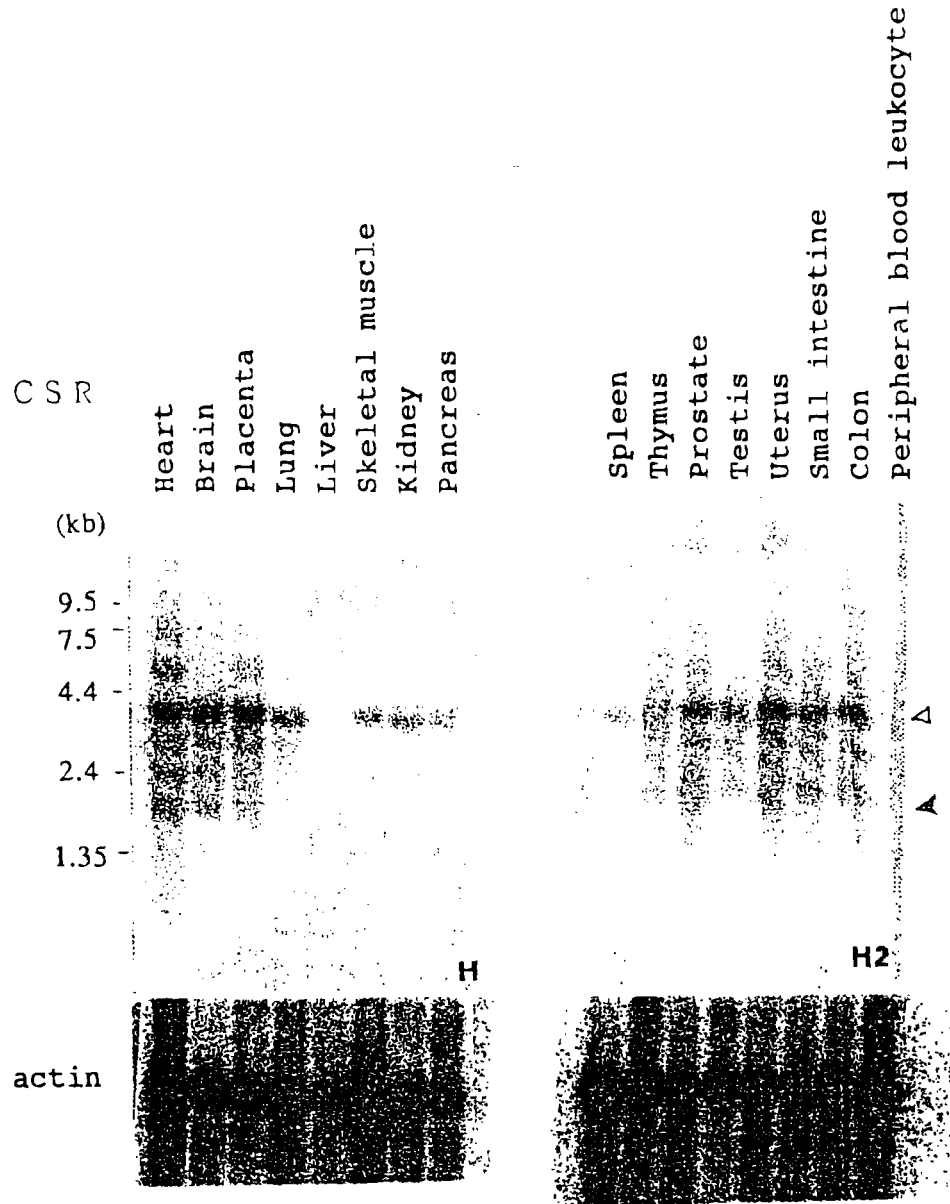 CSR
Heart
Brain
Placenta
Lung
Liver
Skeletal muscle
Kidney
Pancreas
Spleen
Thymus
Prostate
Testis
Uterus
Small intestine
Colon
Peripheral blood leukocyte
(kb)
9.5
7.5
4.4
2.4
1.35
H
H2
actin